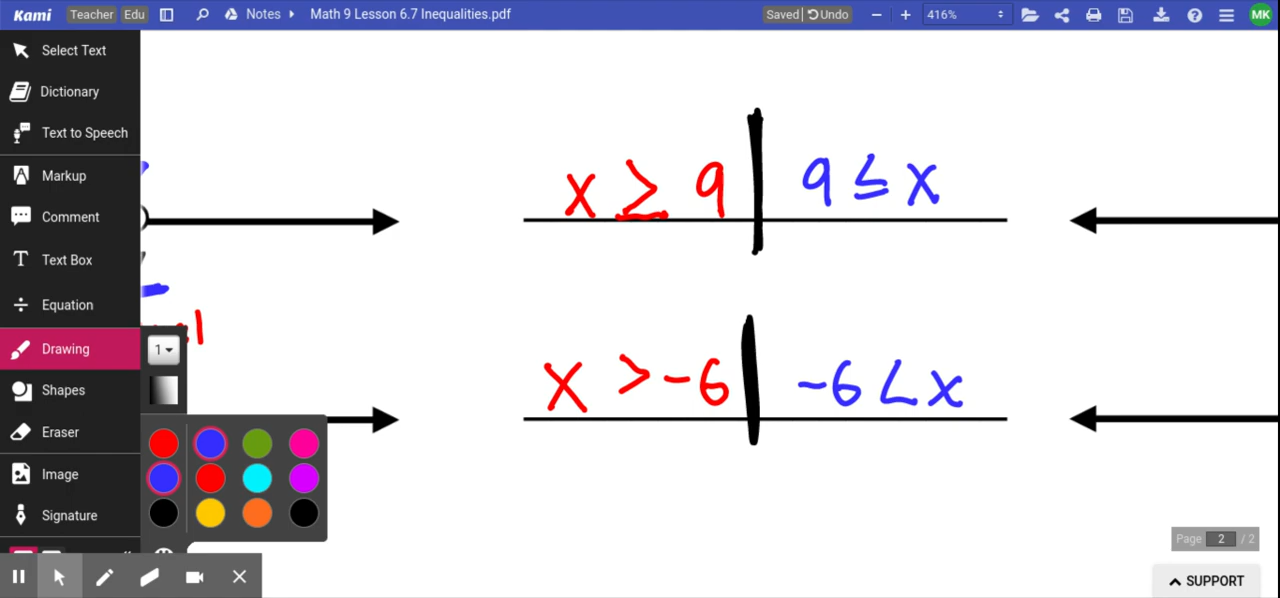 Kami Teacher Edu Notes Math 9 Lesson 6.7 Inequalities.pdf Saved Undo 416% MK
Select Text
Dictionary
Text to Speech
Markup
Comment
Text Box
Equation
Drawing
Shapes
Eraser
Image
Signature
1
x ≥ 9 | 9 ≤ x
x > -6 | -6 < x
Page 2 / 2
SUPPORT